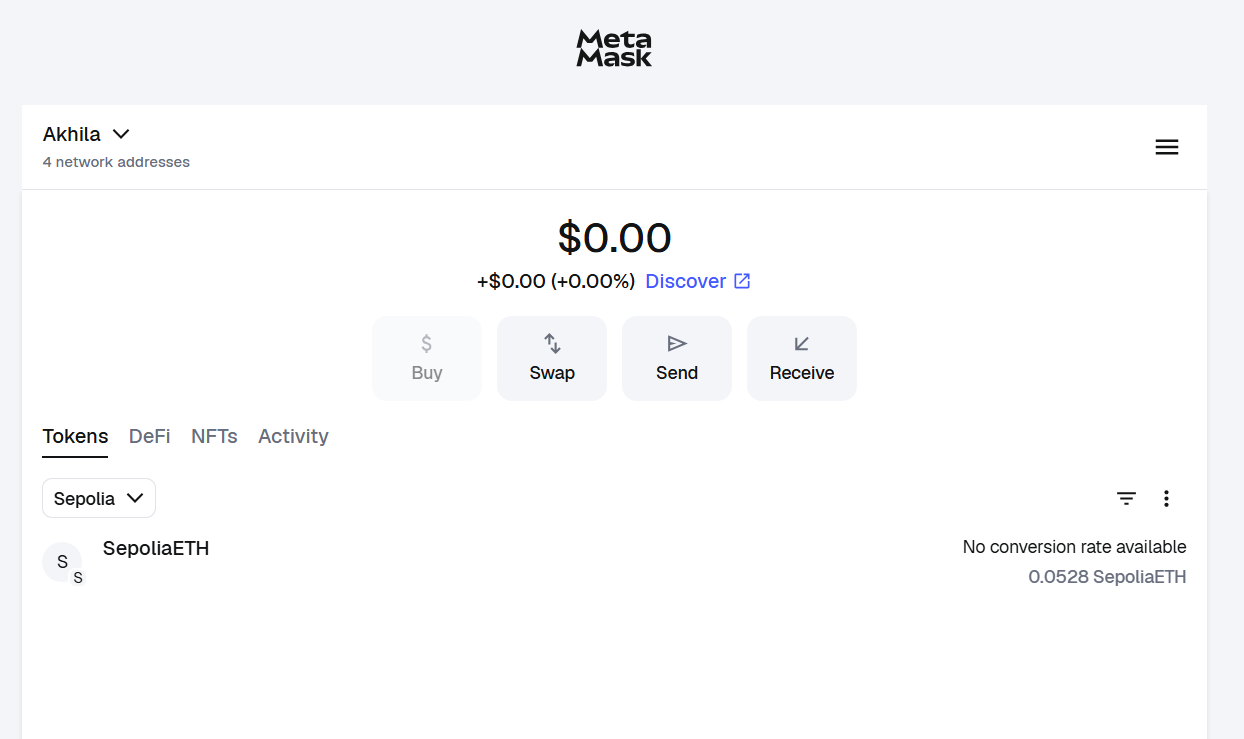 Meta
Mask
Akhila
4 network addresses
$0.00
+$0.00 (+0.00%) Discover
$
Buy Swap Send Receive
Tokens DeFi NFTs Activity
Sepolia
S
S
SepoliaETH
No conversion rate available
0.0528 SepoliaETH